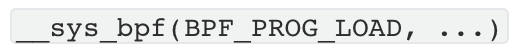 __sys_bpf(BPF_PROG_LOAD, ...)